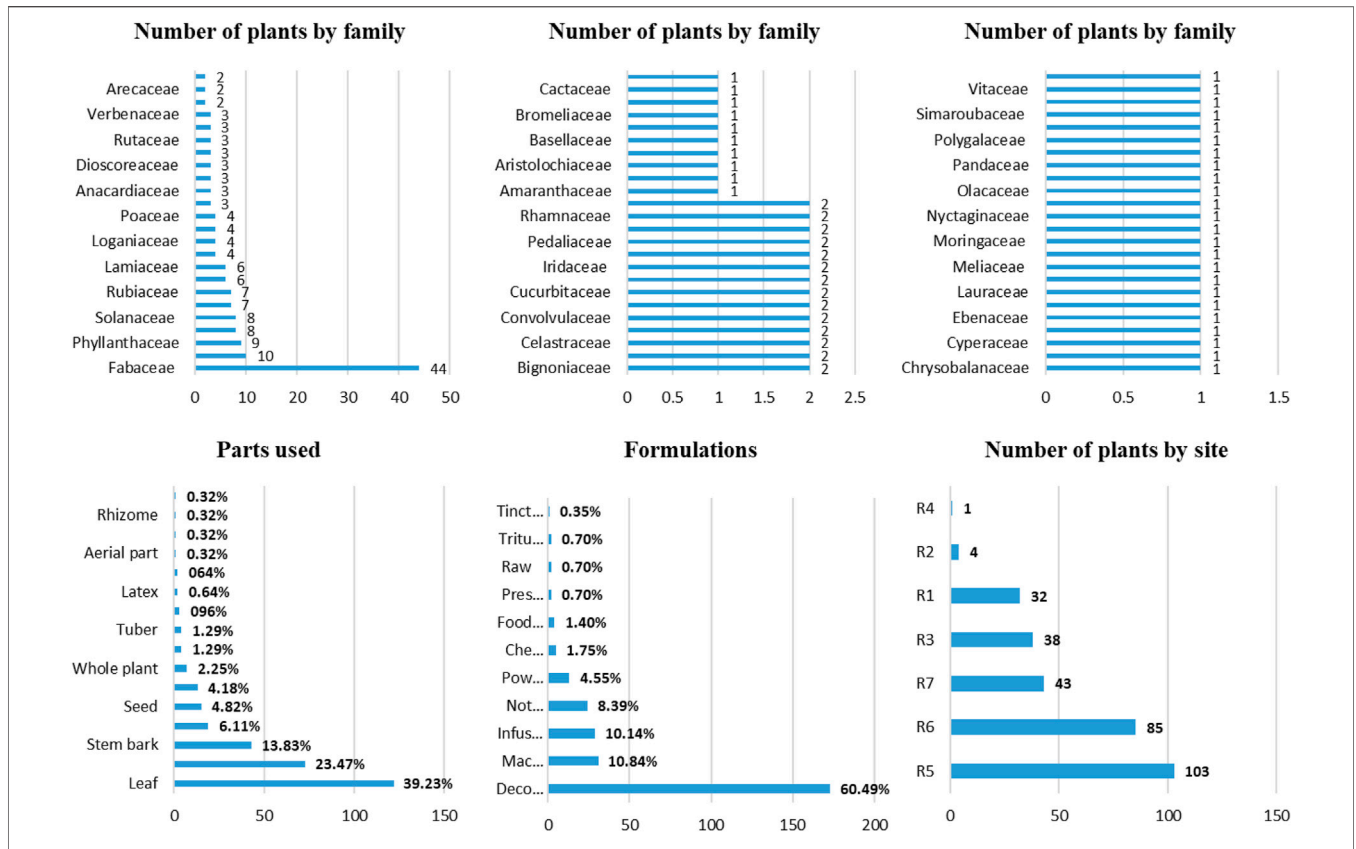 Number of plants by family
2
Arecaceae 2
2
Verbenaceae 3
3
Rutaceae 3
3
Dioscoreaceae 3
3
Anacardiaceae 3
3
Poaceae 4
4
Loganiaceae 4
4
Lamiaceae 6
6
Rubiaceae 7
7
Solanaceae 8
8
Phyllanthaceae 9
10
Fabaceae 44
0 10 20 30 40 50
Number of plants by family
1
Cactaceae 1
1
Bromeliaceae 1
1
Basellaceae 1
1
Aristolochiaceae 1
1
Amaranthaceae 1
2
Rhamnaceae 2
2
Pedaliaceae 2
2
Iridaceae 2
2
Cucurbitaceae 2
2
Convolvulaceae 2
2
Celastraceae 2
2
Bignoniaceae 2
0 0.5 1 1.5 2 2.5
Number of plants by family
1
Vitaceae 1
1
Simaroubaceae 1
1
Polygalaceae 1
1
Pandaceae 1
1
Olacaceae 1
1
Nyctaginaceae 1
1
Moringaceae 1
1
Meliaceae 1
1
Lauraceae 1
1
Ebenaceae 1
1
Cyperaceae 1
1
Chrysobalanaceae 1
0 0.5 1 1.5
Parts used
0.32%
Rhizome 0.32%
0.32%
Aerial part 0.32%
064%
Latex 0.64%
096%
Tuber 1.29%
1.29%
Whole plant 2.25%
4.18%
Seed 4.82%
6.11%
Stem bark 13.83%
23.47%
Leaf 39.23%
0 50 100 150
Formulations
Tinct... 0.35%
Tritu... 0.70%
Raw 0.70%
Pres... 0.70%
Food... 1.40%
Che... 1.75%
Pow... 4.55%
Not... 8.39%
Infus... 10.14%
Mac... 10.84%
Deco... 60.49%
0 50 100 150 200
Number of plants by site
R4 1
R2 4
R1 32
R3 38
R7 43
R6 85
R5 103
0 50 100 150